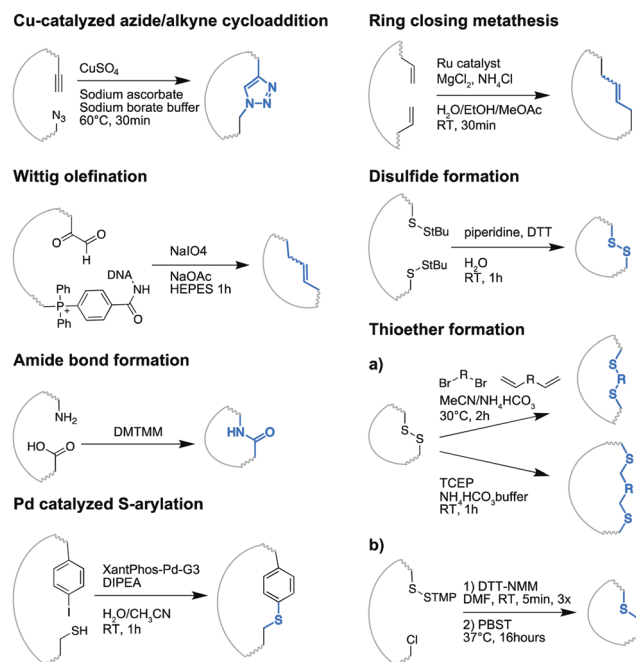 Cu-catalyzed azide/alkyne cycloaddition
CuSO4
Sodium ascorbate
Sodium borate buffer
60°C, 30min
N3
N
N
N
Wittig olefination
O
O
H
Ph
P
+
Ph
DNA
NH
O
NaIO4
NaOAc
HEPES 1h
Amide bond formation
NH2
HO
O
DMTMM
HN
O
Pd catalyzed S-arylation
I
SH
XantPhos-Pd-G3
DIPEA
H2O/CH3CN
RT, 1h
S
Ring closing metathesis
Ru catalyst
MgCl2, NH4Cl
H2O/EtOH/MeOAc
RT, 30min
Disulfide formation
S
StBu
S
StBu
piperidine, DTT
H2O
RT, 1h
S
S
Thioether formation
a)
S
S
Br R Br
R
MeCN/NH4HCO3
30°C, 2h
TCEP
NH4HCO3buffer
RT, 1h
S
R
S
S
R
S
b)
S
STMP
Cl
1) DTT-NMM
DMF, RT, 5min, 3x
2) PBST
37°C, 16hours
S